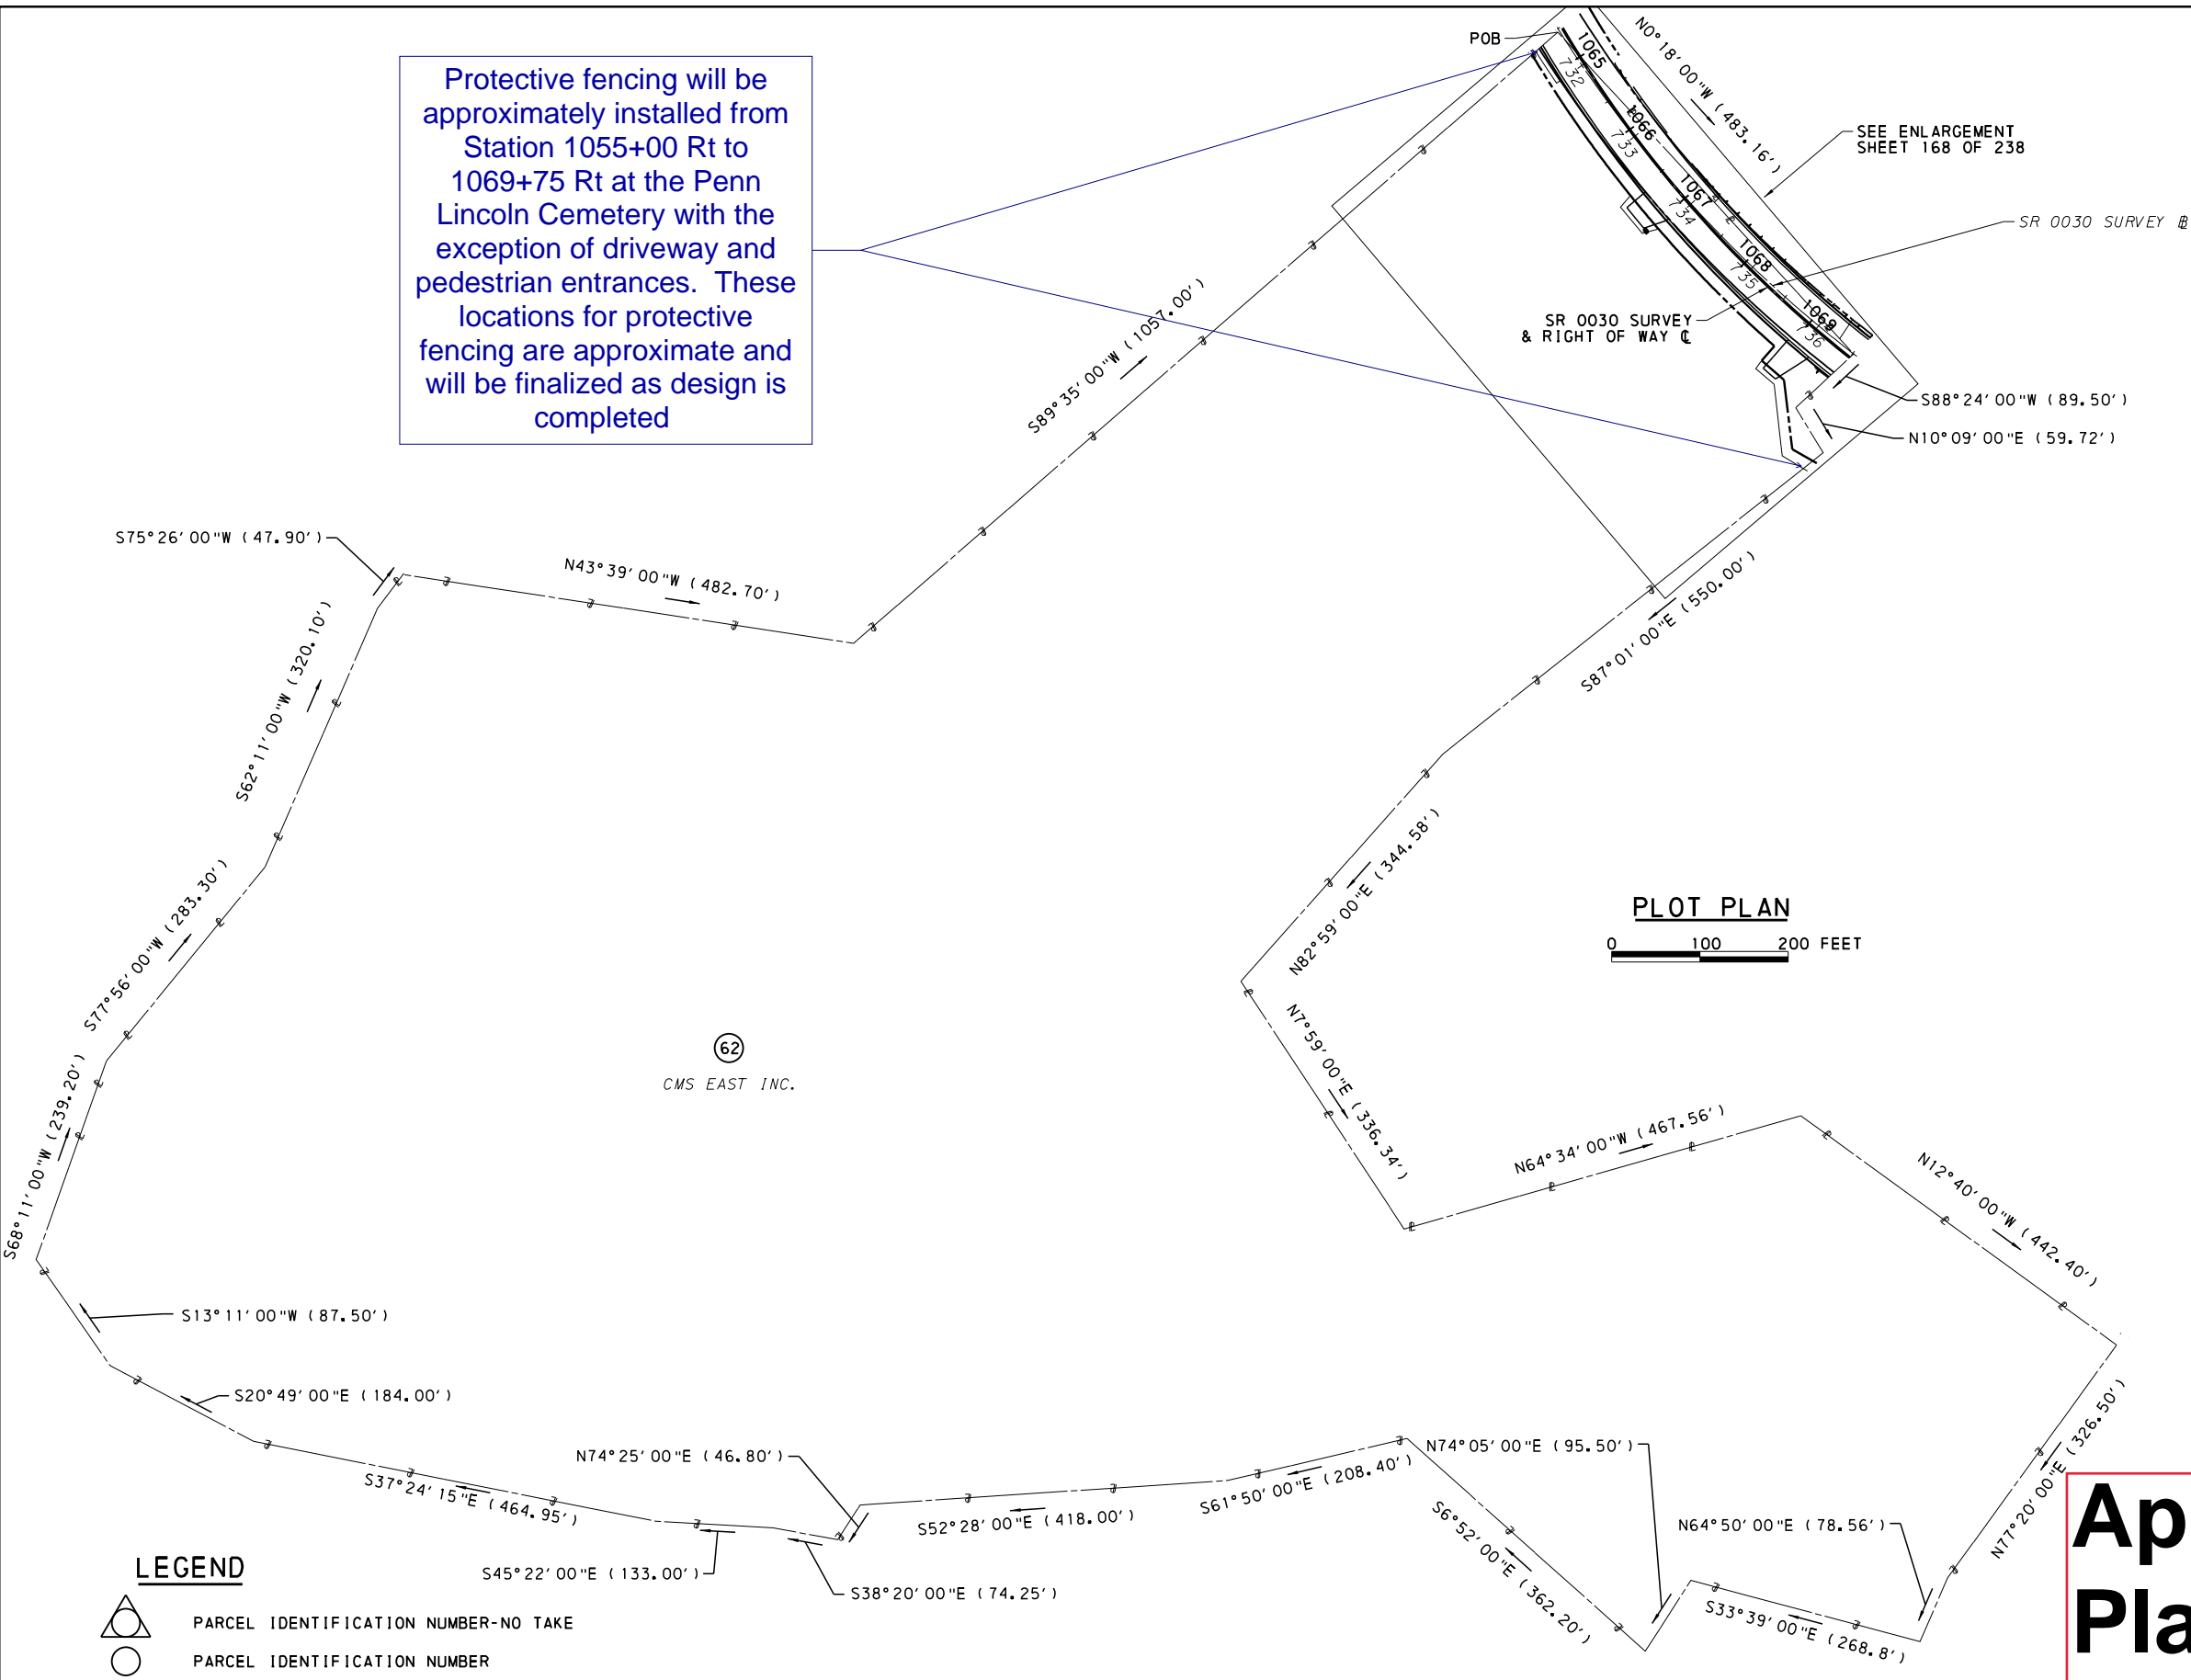 Protective fencing will be
approximately installed from
Station 1055+00 Rt to
1069+75 Rt at the Penn
Lincoln Cemetery with the
exception of driveway and
pedestrian entrances. These
locations for protective
fencing are approximate and
will be finalized as design is
completed
POB
N0°18'00"W (483.16')
1065
732
1066
733
1067
734
1068
735
1069
736
SEE ENLARGEMENT
SHEET 168 OF 238
SR 0030 SURVEY ℄
SR 0030 SURVEY
& RIGHT OF WAY ℄
S88°24'00"W (89.50')
N10°09'00"E (59.72')
S89°35'00"W (1057.00')
S75°26'00"W (47.90')
N43°39'00"W (482.70')
S62°11'00"W (320.10')
S87°01'00"E (550.00')
N82°59'00"E (344.58')
S77°56'00"W (283.30')
PLOT PLAN
0 100 200 FEET
N7°59'00"E (336.34')
62
CMS EAST INC.
S68°11'00"W (239.20')
N64°34'00"W (467.56')
N12°40'00"W (442.40')
S13°11'00"W (87.50')
S20°49'00"E (184.00')
N77°20'00"E (326.50')
N74°25'00"E (46.80')
N74°05'00"E (95.50')
S37°24'15"E (464.95')
S52°28'00"E (418.00')
S61°50'00"E (208.40')
S6°52'00"E (362.20')
N64°50'00"E (78.56')
S45°22'00"E (133.00')
S38°20'00"E (74.25')
S33°39'00"E (268.8')
LEGEND
PARCEL IDENTIFICATION NUMBER-NO TAKE
PARCEL IDENTIFICATION NUMBER
Ap
Pla